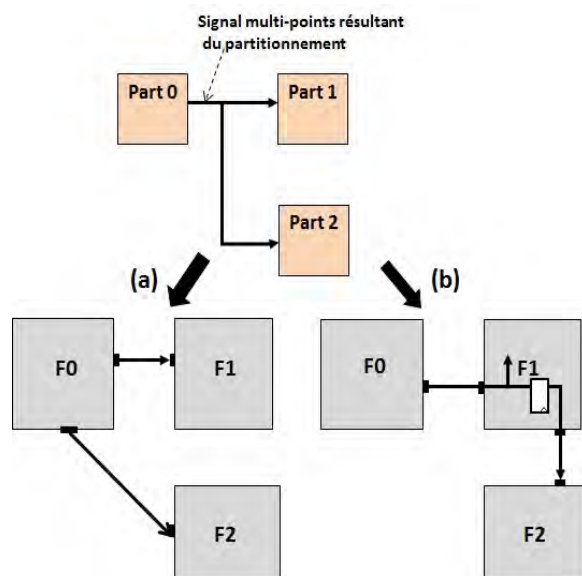 Signal multi-points résultant
du partitionnement
Part 0
Part 1
Part 2
(a)
(b)
F0
F1
F0
F1
F2
F2